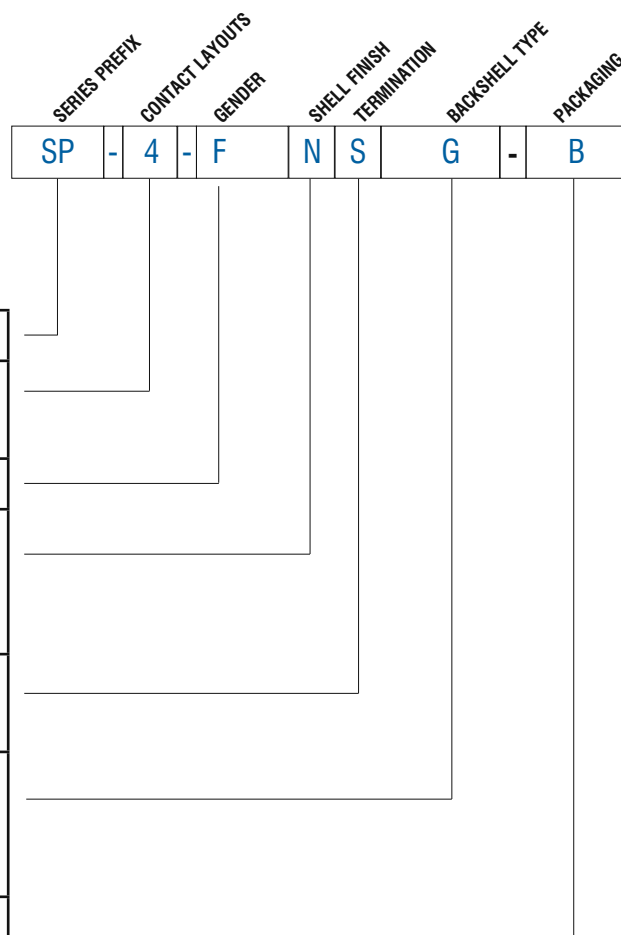 SERIES PREFIX
CONTACT LAYOUTS
GENDER
SHELL FINISH
TERMINATION
BACKSHELL TYPE
PACKAGING
SP - 4 - F N S G - B